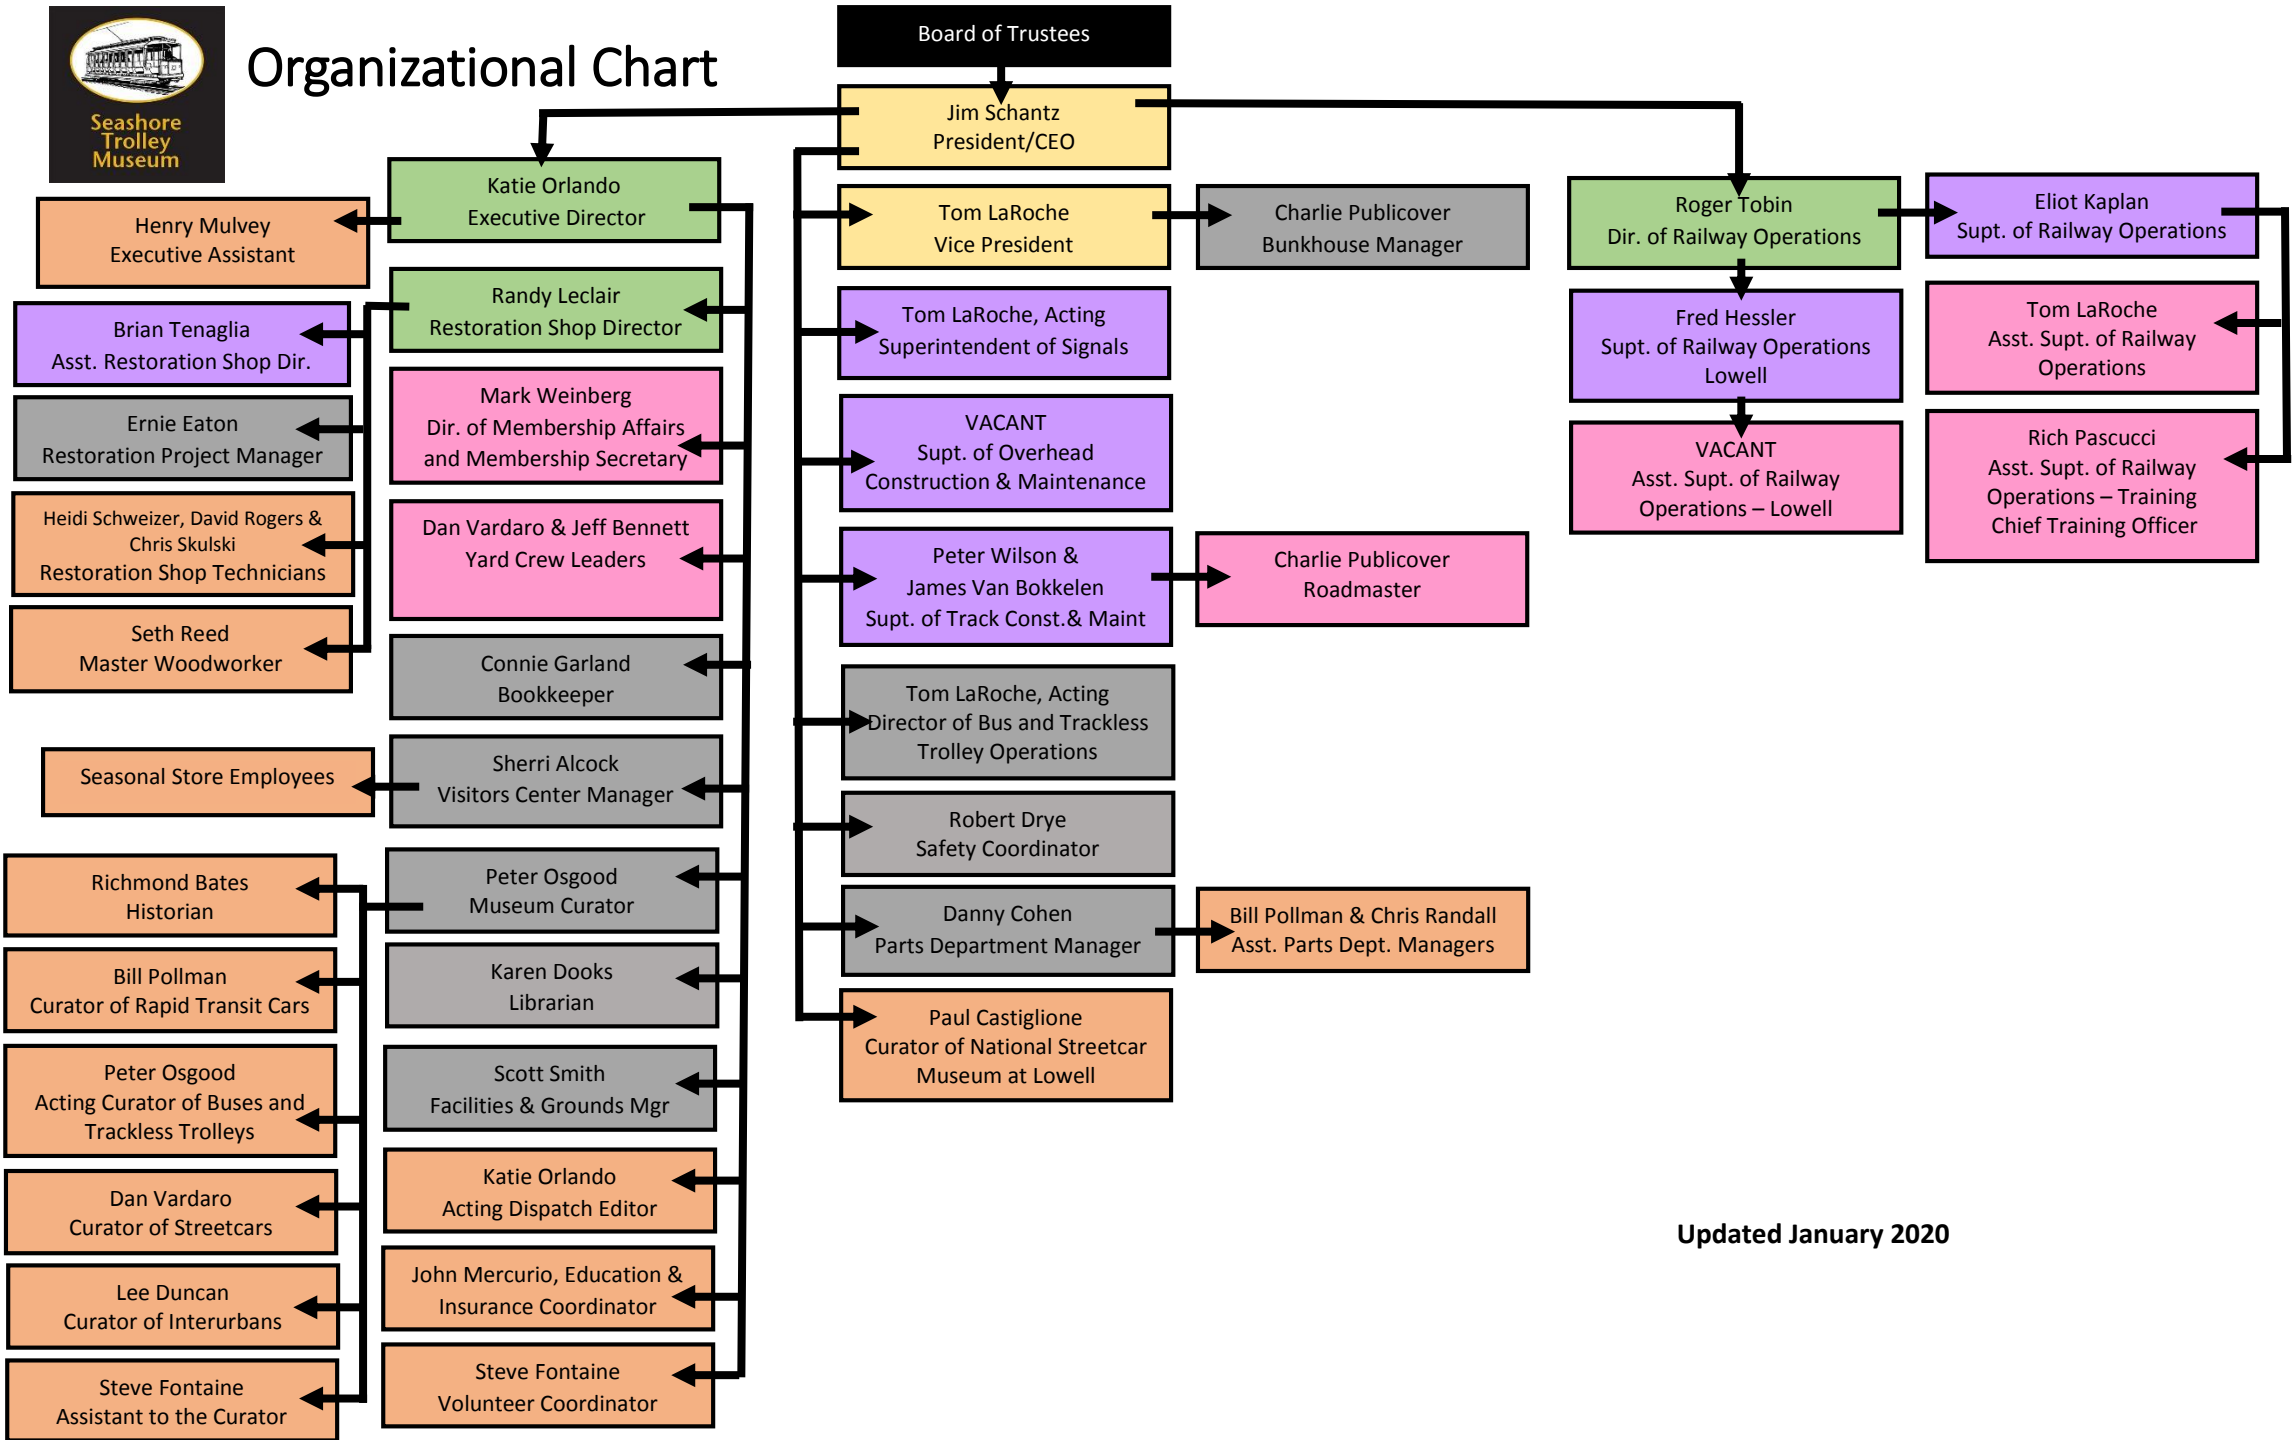 Seashore
Trolley
Museum
Organizational Chart
Board of Trustees
Jim Schantz
President/CEO
Katie Orlando
Executive Director
Henry Mulvey
Executive Assistant
Randy Leclair
Restoration Shop Director
Brian Tenaglia
Asst. Restoration Shop Dir.
Ernie Eaton
Restoration Project Manager
Heidi Schweizer, David Rogers &
Chris Skulski
Restoration Shop Technicians
Seth Reed
Master Woodworker
Mark Weinberg
Dir. of Membership Affairs
and Membership Secretary
Dan Vardaro & Jeff Bennett
Yard Crew Leaders
Connie Garland
Bookkeeper
Sherri Alcock
Visitors Center Manager
Seasonal Store Employees
Peter Osgood
Museum Curator
Richmond Bates
Historian
Bill Pollman
Curator of Rapid Transit Cars
Peter Osgood
Acting Curator of Buses and
Trackless Trolleys
Dan Vardaro
Curator of Streetcars
Lee Duncan
Curator of Interurbans
Steve Fontaine
Assistant to the Curator
Karen Dooks
Librarian
Scott Smith
Facilities & Grounds Mgr
Katie Orlando
Acting Dispatch Editor
John Mercurio, Education &
Insurance Coordinator
Steve Fontaine
Volunteer Coordinator
Tom LaRoche
Vice President
Charlie Publicover
Bunkhouse Manager
Tom LaRoche, Acting
Superintendent of Signals
VACANT
Supt. of Overhead
Construction & Maintenance
Peter Wilson &
James Van Bokkelen
Supt. of Track Const.& Maint
Charlie Publicover
Roadmaster
Tom LaRoche, Acting
Director of Bus and Trackless
Trolley Operations
Robert Drye
Safety Coordinator
Danny Cohen
Parts Department Manager
Bill Pollman & Chris Randall
Asst. Parts Dept. Managers
Paul Castiglione
Curator of National Streetcar
Museum at Lowell
Roger Tobin
Dir. of Railway Operations
Eliot Kaplan
Supt. of Railway Operations
Fred Hessler
Supt. of Railway Operations
Lowell
Tom LaRoche
Asst. Supt. of Railway
Operations
VACANT
Asst. Supt. of Railway
Operations – Lowell
Rich Pascucci
Asst. Supt. of Railway
Operations – Training
Chief Training Officer
Updated January 2020